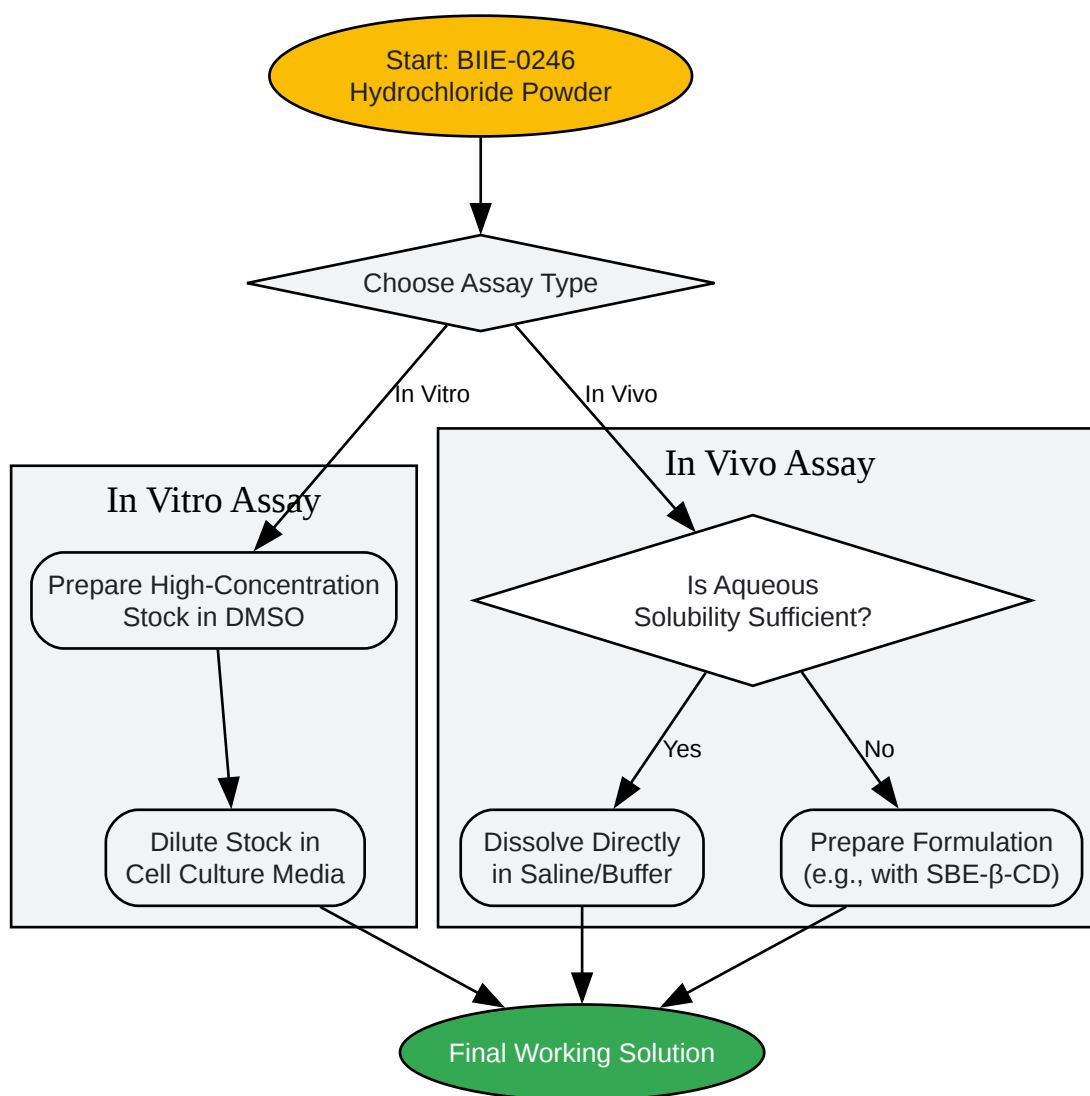 Start: BIIE-0246
Hydrochloride Powder
Choose Assay Type
In Vitro
In Vivo
In Vitro Assay
Prepare High-Concentration
Stock in DMSO
Dilute Stock in
Cell Culture Media
In Vivo Assay
Is Aqueous
Solubility Sufficient?
Yes
No
Dissolve Directly
in Saline/Buffer
Prepare Formulation
(e.g., with SBE-β-CD)
Final Working Solution